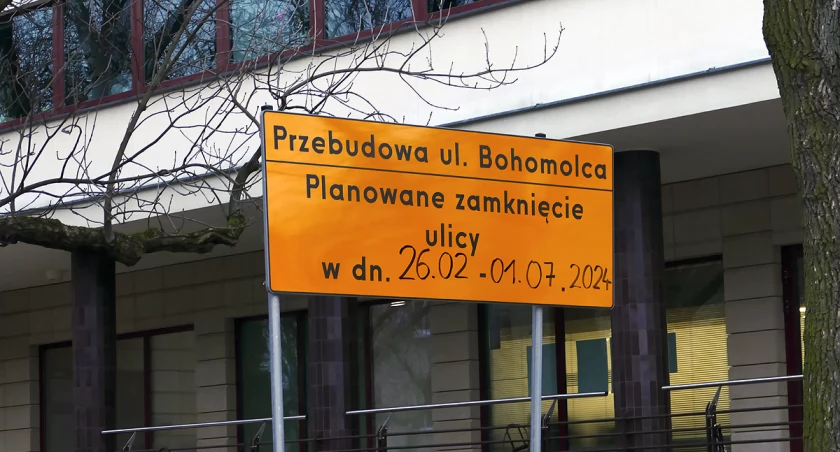 Przebudowa ul. Bohomolca
Planowane zamknięcie
ulicy
w dn. 26.02 - 01.07.2024